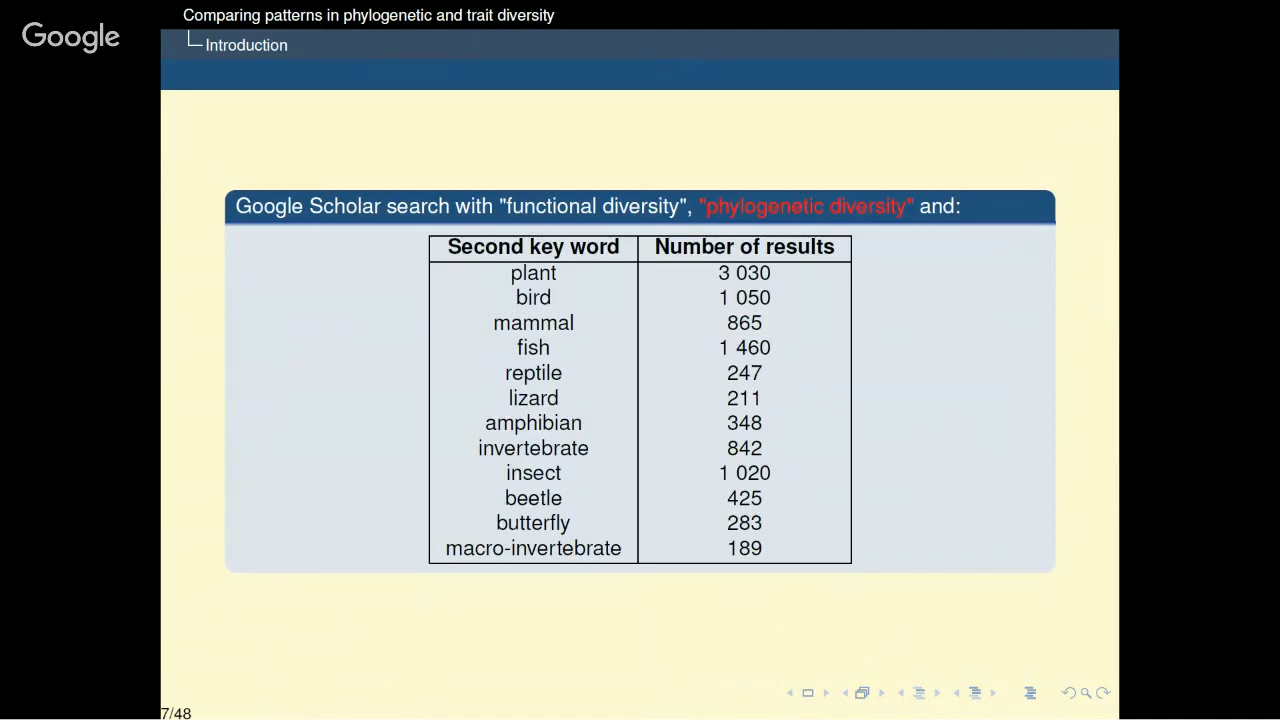 Comparing patterns in phylogenetic and trait diversity
Google
Introduction
Google Scholar search with "functional diversity", "phylogenetic diversity" and:
Second key word Number of results
plant 3 030
bird 1 050
mammal 865
fish 1 460
reptile 247
lizard 211
amphibian 348
invertebrate 842
insect 1 020
beetle 425
butterfly 283
macro-invertebrate 189
7/48